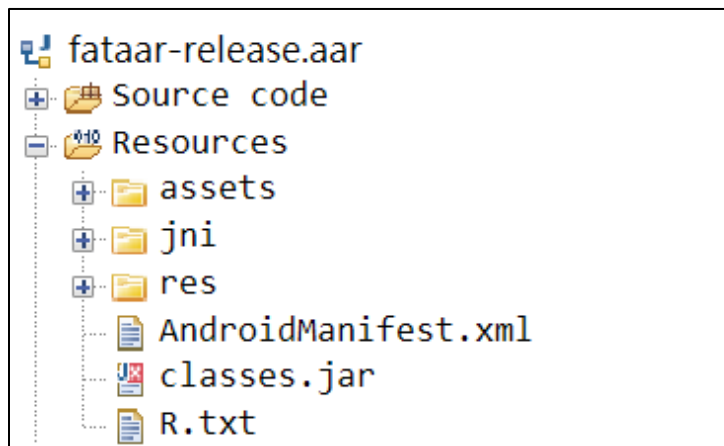 fataar-release.aar
Source code
Resources
assets
jni
res
AndroidManifest.xml
classes.jar
R.txt